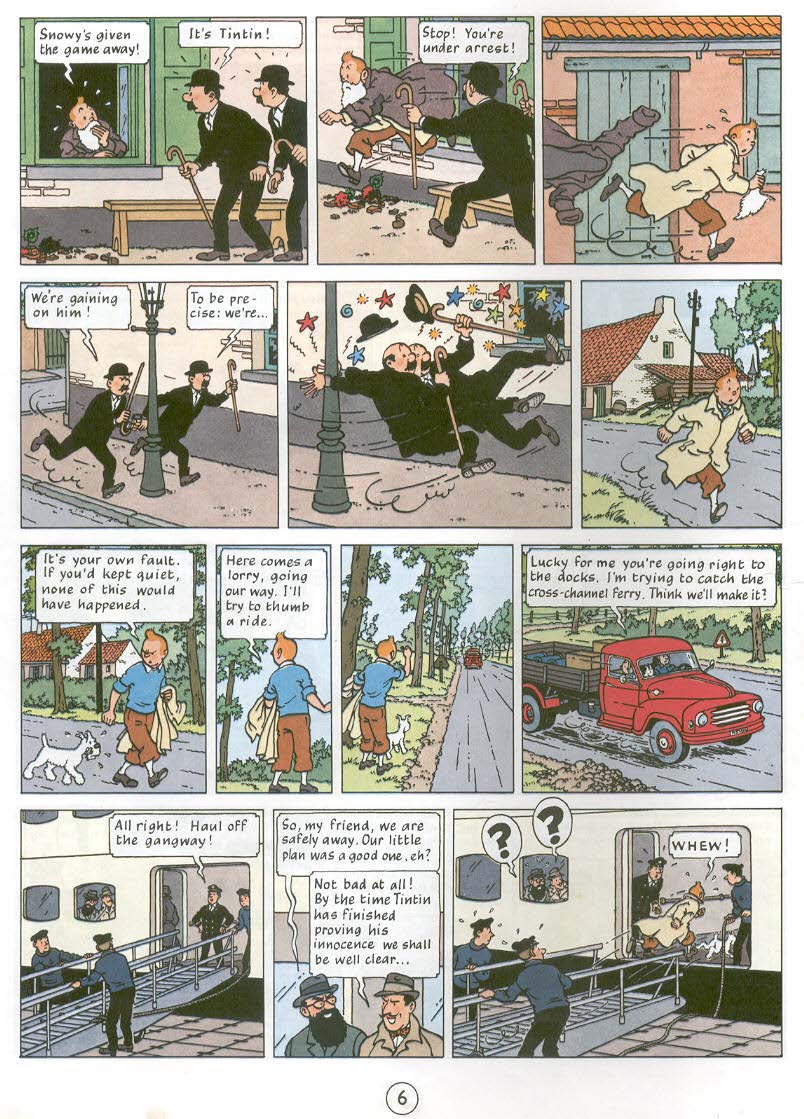 Snowy's given
the game away!
It's Tintin!
Stop! You're
under arrest!
We're gaining
on him!
To be pre-
cise: we're...
It's your own fault.
If you'd kept quiet,
none of this would
have happened.
Here comes a
lorry, going
our way. I'll
try to thumb
a ride.
Lucky for me you're going right to
the docks. I'm trying to catch the
cross-channel ferry. Think we'll make it?
All right! Haul off
the gangway!
So, my friend, we are
safely away. Our little
plan was a good one, eh?
Not bad at all!
By the time Tintin
has finished
proving his
innocence we shall
be well clear...
?
?
WHEW!
6